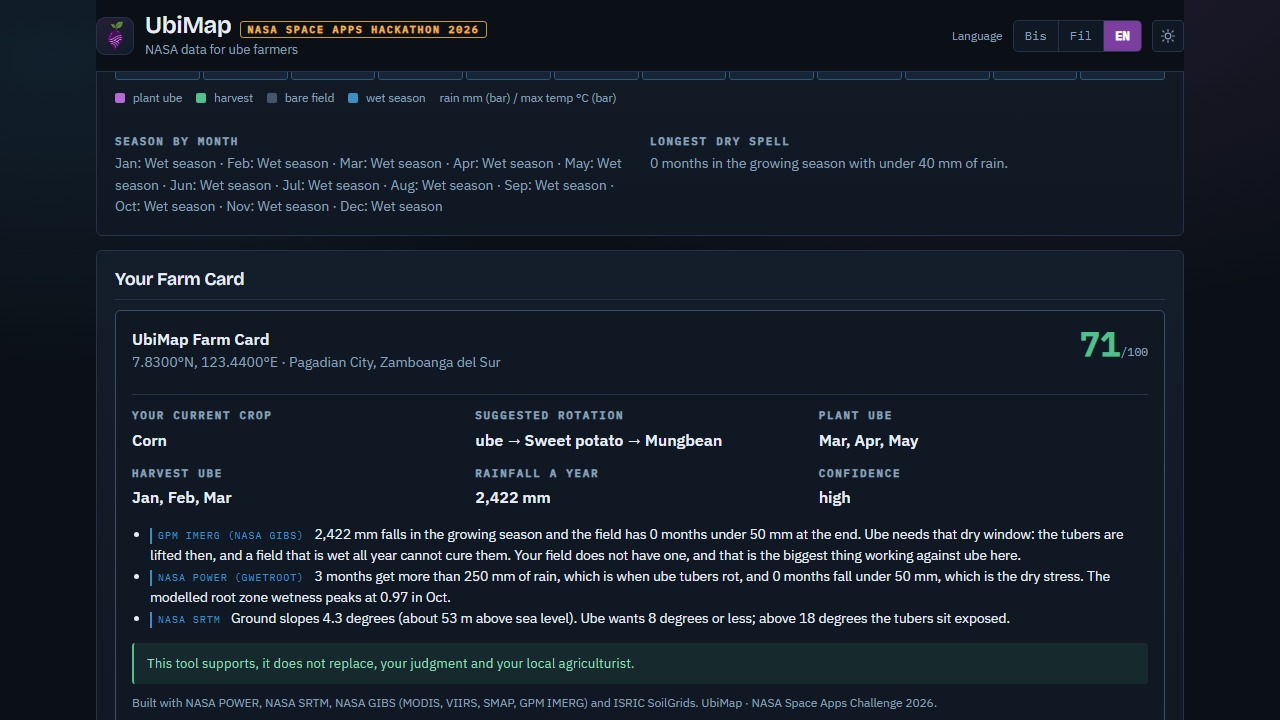 UbiMap NASA SPACE APPS HACKATHON 2026
NASA data for ube farmers
Language Bis Fil EN
plant ube harvest bare field wet season rain mm (bar) / max temp °C (bar)
SEASON BY MONTH
Jan: Wet season · Feb: Wet season · Mar: Wet season · Apr: Wet season · May: Wet
season · Jun: Wet season · Jul: Wet season · Aug: Wet season · Sep: Wet season ·
Oct: Wet season · Nov: Wet season · Dec: Wet season
LONGEST DRY SPELL
0 months in the growing season with under 40 mm of rain.
Your Farm Card
UbiMap Farm Card
7.8300°N, 123.4400°E · Pagadian City, Zamboanga del Sur
71/100
YOUR CURRENT CROP
Corn
SUGGESTED ROTATION
ube → Sweet potato → Mungbean
PLANT UBE
Mar, Apr, May
HARVEST UBE
Jan, Feb, Mar
RAINFALL A YEAR
2,422 mm
CONFIDENCE
high
GPM IMERG (NASA GIBS) 2,422 mm falls in the growing season and the field has 0 months under 50 mm at the end. Ube needs that dry window: the tubers are
lifted then, and a field that is wet all year cannot cure them. Your field does not have one, and that is the biggest thing working against ube here.
NASA POWER (GWETROOT) 3 months get more than 250 mm of rain, which is when ube tubers rot, and 0 months fall under 50 mm, which is the dry stress. The
modelled root zone wetness peaks at 0.97 in Oct.
NASA SRTM Ground slopes 4.3 degrees (about 53 m above sea level). Ube wants 8 degrees or less; above 18 degrees the tubers sit exposed.
This tool supports, it does not replace, your judgment and your local agriculturist.
Built with NASA POWER, NASA SRTM, NASA GIBS (MODIS, VIIRS, SMAP, GPM IMERG) and ISRIC SoilGrids. UbiMap · NASA Space Apps Challenge 2026.